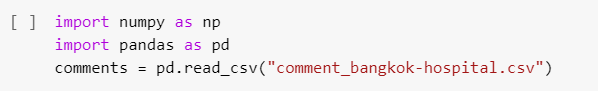 [ ] import numpy as np
import pandas as pd
comments = pd.read_csv("comment_bangkok-hospital.csv")